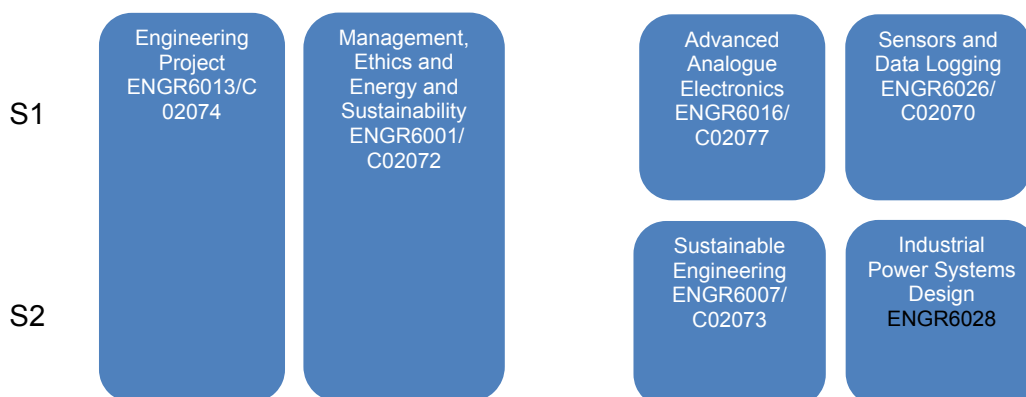 S1
Engineering
Project
ENGR6013/C
02074
Management,
Ethics and
Energy and
Sustainability
ENGR6001/
C02072
Advanced
Analogue
Electronics
ENGR6016/
C02077
Sensors and
Data Logging
ENGR6026/
C02070
S2
Sustainable
Engineering
ENGR6007/
C02073
Industrial
Power Systems
Design
ENGR6028